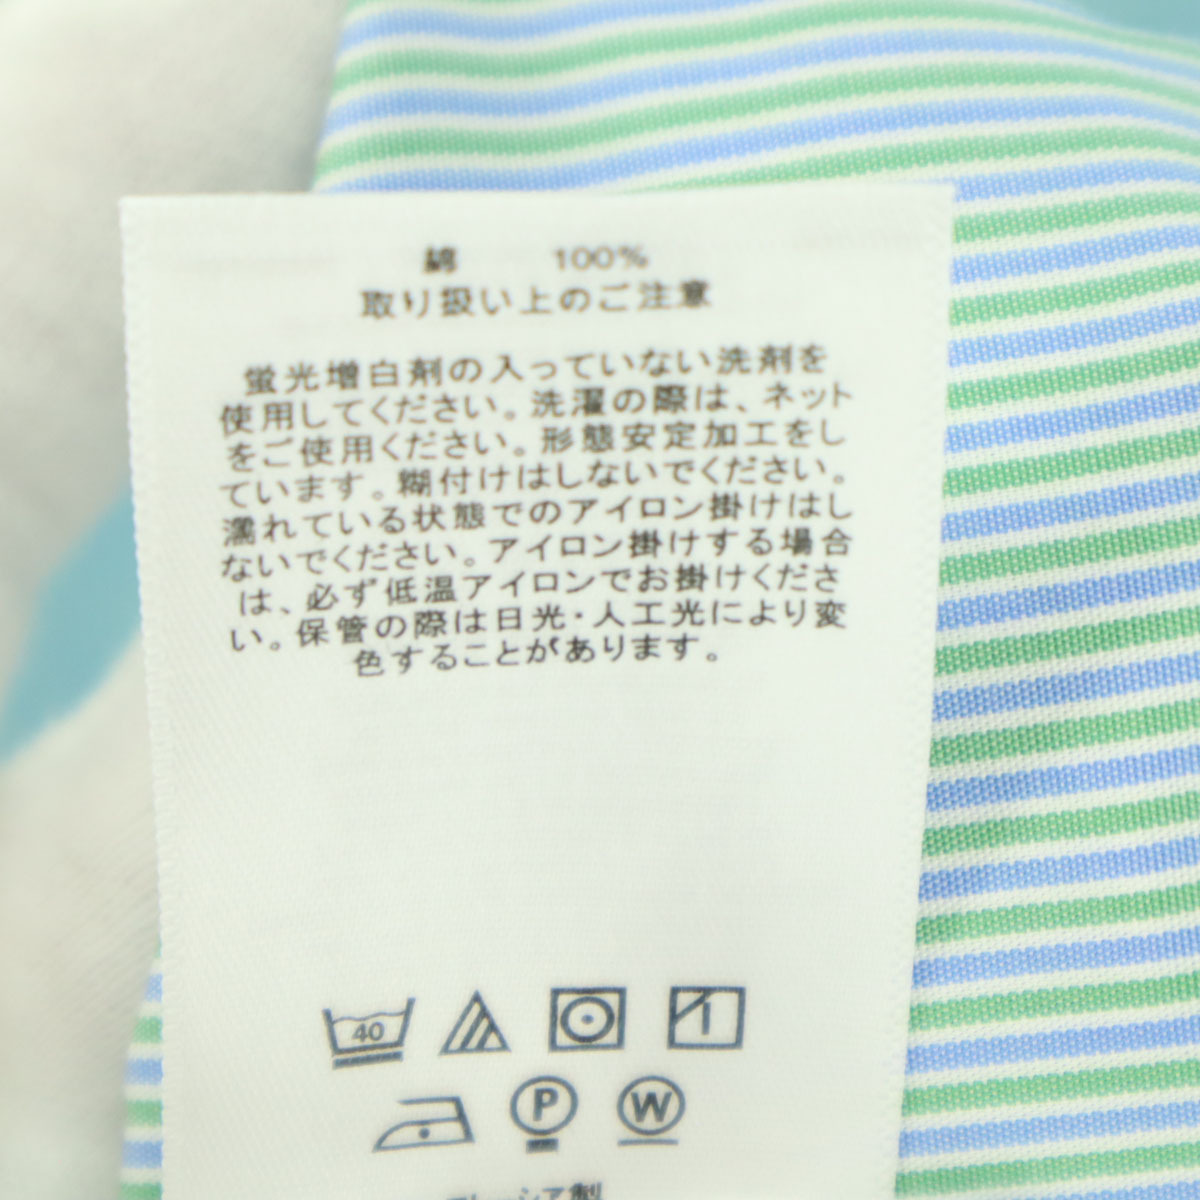 綿 100%
取り扱い上のご注意
蛍光増白剤の入っていない洗剤を
使用してください。洗濯の際は、ネット
をご使用ください。形態安定加工をし
ています。糊付けはしないでください。
濡れている状態でのアイロン掛けはし
ないでください。アイロン掛けする場合
は、必ず低温アイロンでお掛けくださ
い。保管の際は日光・人工光により変
色することがあります。
40
P W